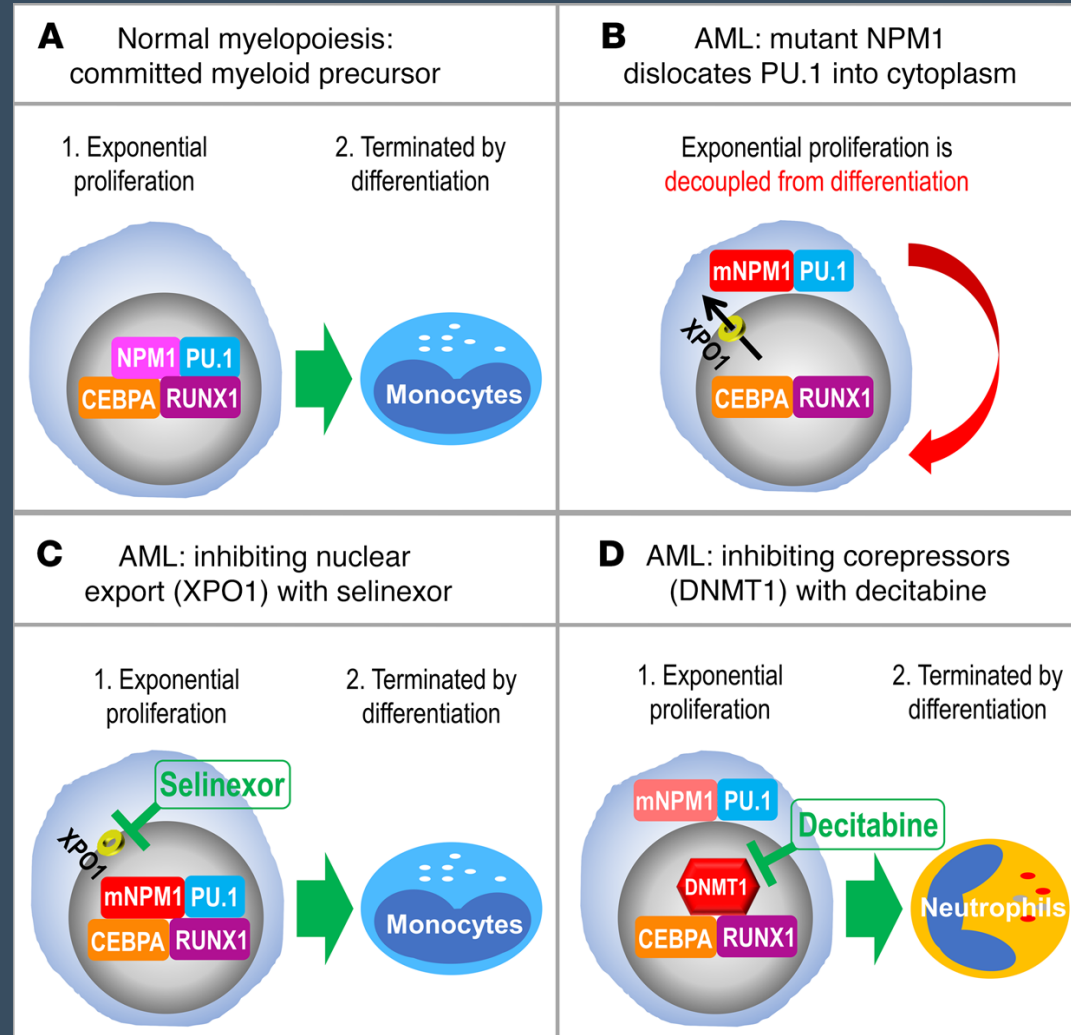 A
Normal myelopoiesis:
committed myeloid precursor
1. Exponential
proliferation
2. Terminated by
differentiation
NPM1 PU.1
CEBPA RUNX1
Monocytes
B
AML: mutant NPM1
dislocates PU.1 into cytoplasm
Exponential proliferation is
decoupled from differentiation
mNPM1 PU.1
XPO1
CEBPA RUNX1
C
AML: inhibiting nuclear
export (XPO1) with selinexor
1. Exponential
proliferation
2. Terminated by
differentiation
Selinexor
XPO1
mNPM1 PU.1
CEBPA RUNX1
Monocytes
D
AML: inhibiting corepressors
(DNMT1) with decitabine
1. Exponential
proliferation
2. Terminated by
differentiation
mNPM1 PU.1
Decitabine
DNMT1
CEBPA RUNX1
Neutrophils